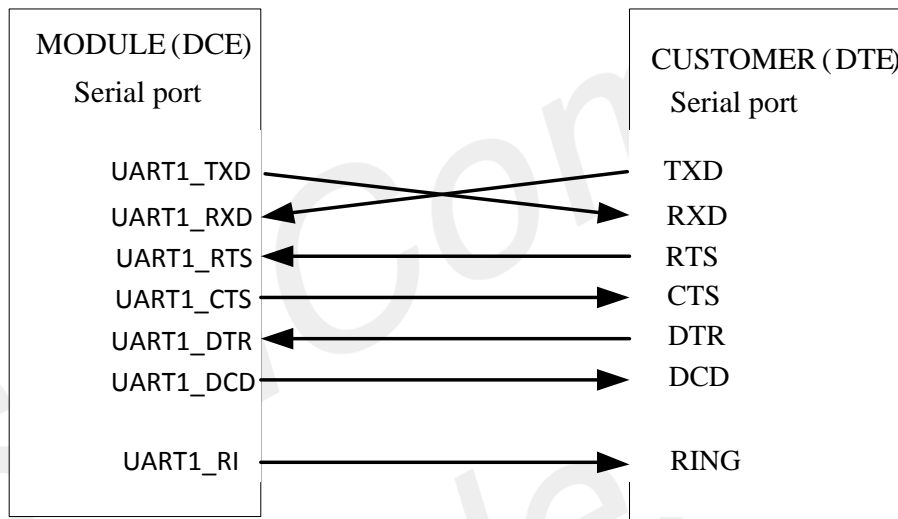 MODULE (DCE)
Serial port
UART1_TXD
UART1_RXD
UART1_RTS
UART1_CTS
UART1_DTR
UART1_DCD
UART1_RI
CUSTOMER (DTE)
Serial port
TXD
RXD
RTS
CTS
DTR
DCD
RING